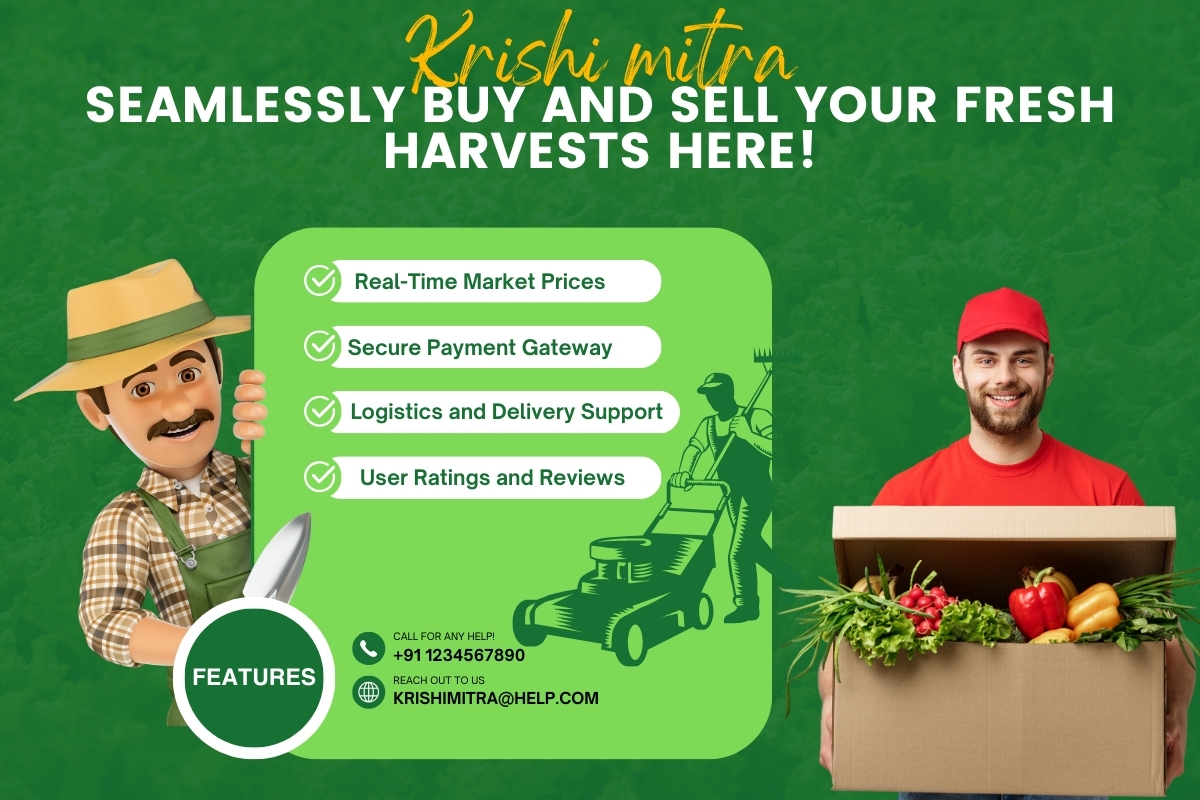 Krishi mitra
SEAMLESSLY BUY AND SELL YOUR FRESH
HARVESTS HERE!
Real-Time Market Prices
Secure Payment Gateway
Logistics and Delivery Support
User Ratings and Reviews
FEATURES
CALL FOR ANY HELP!
+91 1234567890
REACH OUT TO US
KRISHIMITRA@HELP.COM